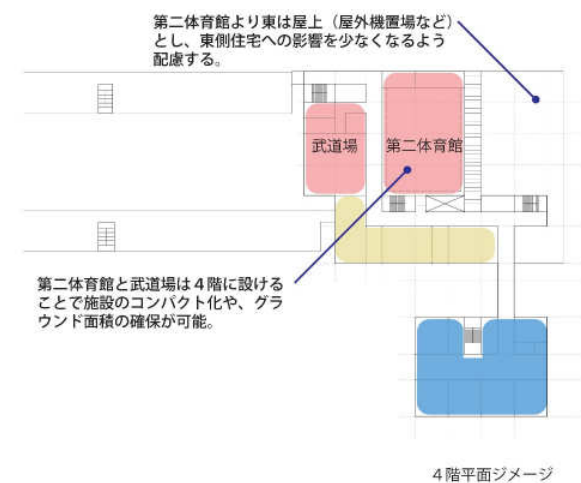 第二体育館より東は屋上（屋外機置場など）
とし、東側住宅への影響を少なくなるよう
配慮する。
武道場
第二体育館
第二体育館と武道場は４階に設ける
ことで施設のコンパクト化や、グラ
ウンド面積の確保が可能。
４階平面ジメージ